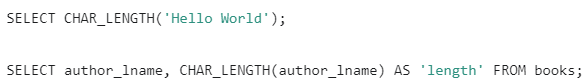 SELECT CHAR_LENGTH('Hello World');
SELECT author_lname, CHAR_LENGTH(author_lname) AS 'length' FROM books;